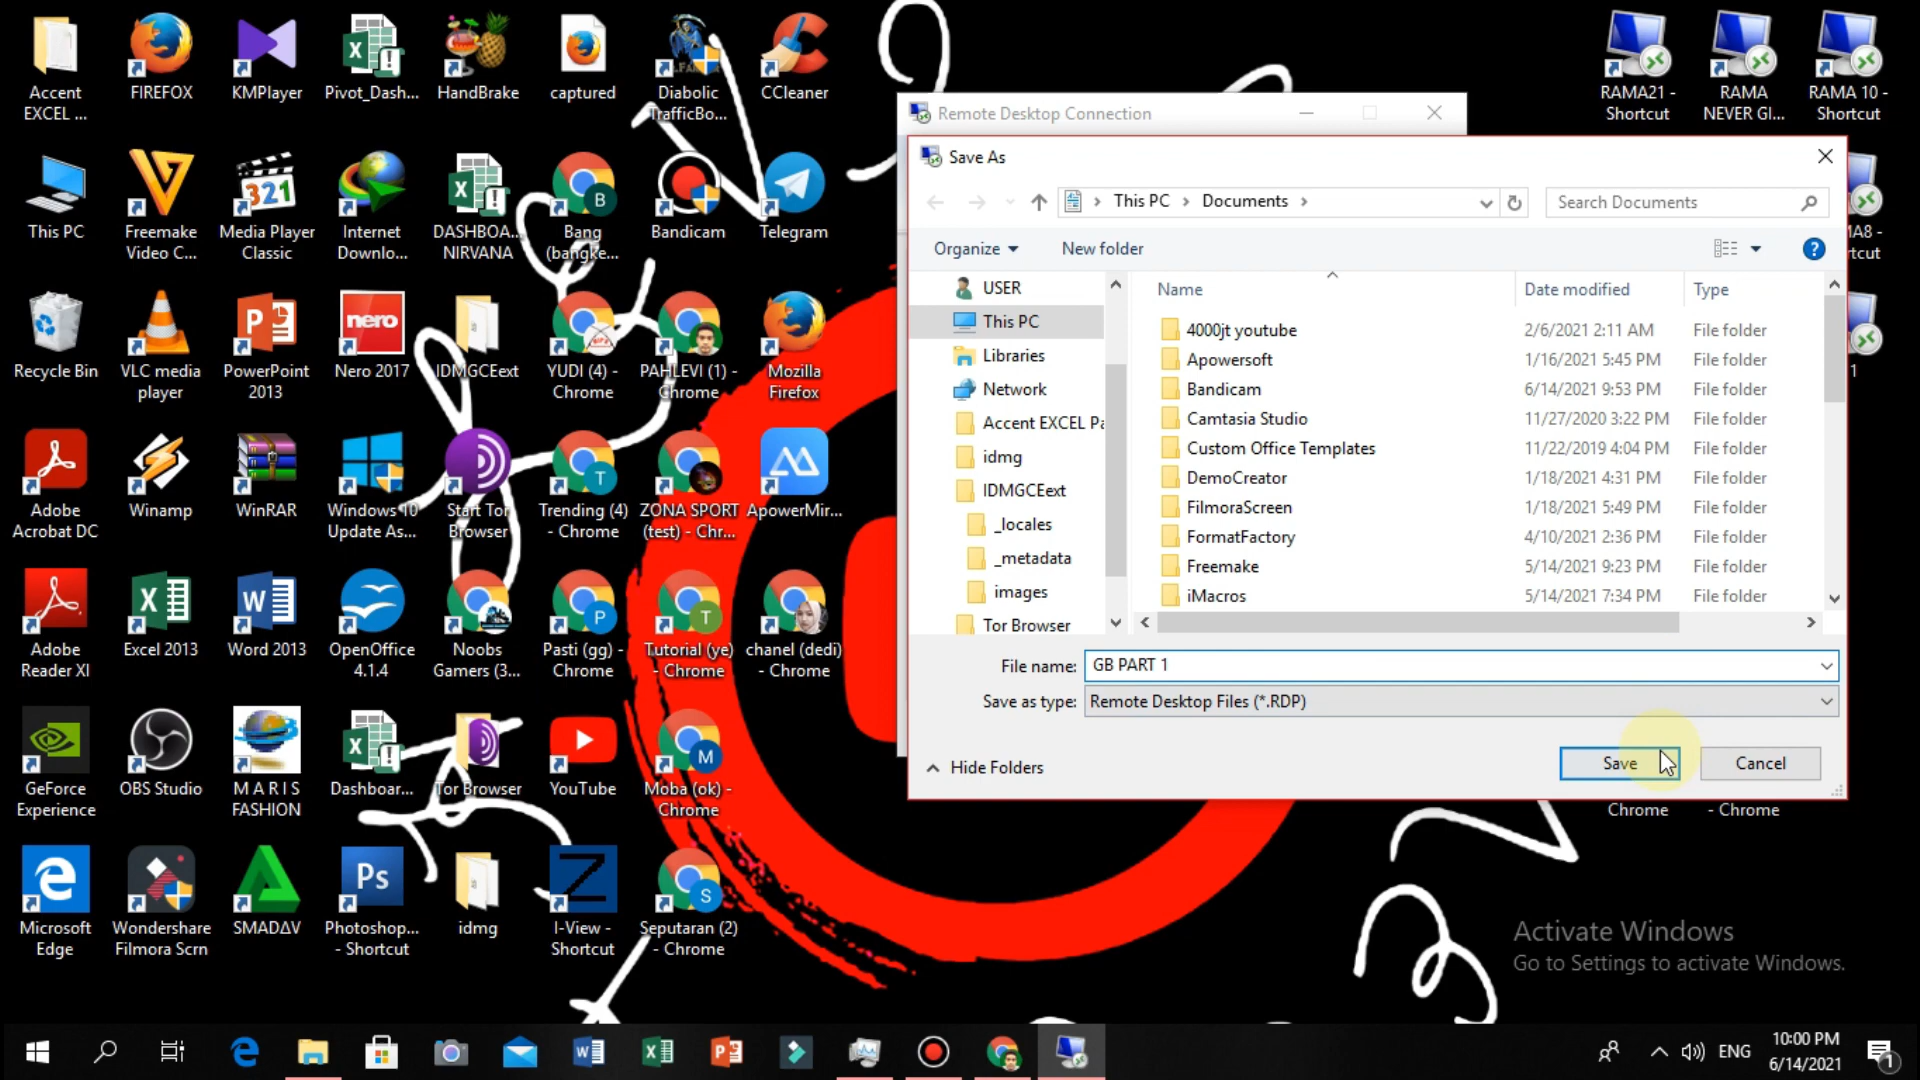 Accent
EXCEL ...
FIREFOX
KMPlayer
Pivot_Dash...
HandBrake
captured
Diabolic
TrafficBo...
CCleaner
RAMA21 -
Shortcut
RAMA
NEVER GI...
RAMA 10 -
Shortcut
This PC
Freemake
Video C...
Media Player
Classic
Internet
Downlo...
DASHBOA...
NIRVANA
Bang
(bangke...
Bandicam
Telegram
Recycle Bin
VLC media
player
PowerPoint
2013
nero
Nero 2017
IDMGCEext
YUDI (4) -
Chrome
PAHLEVI (1) -
Chrome
Mozilla
Firefox
Adobe
Acrobat DC
Winamp
WinRAR
Windows 10
Update As...
Start Tor
Browser
Trending (4)
- Chrome
ZONA SPORT
(test) - Chr...
ApowerMir...
Adobe
Reader XI
Excel 2013
Word 2013
OpenOffice
4.1.4
Noobs
Gamers (3...
Pasti (gg) -
Chrome
Tutorial (ye)
- Chrome
chanel (dedi)
- Chrome
GeForce
Experience
OBS Studio
M A R I S
FASHION
Dashboar...
Tor Browser
YouTube
Moba (ok) -
Chrome
Microsoft
Edge
Wondershare
Filmora Scrn
SMADΔV
Photoshop...
- Shortcut
idmg
I-View -
Shortcut
Seputaran (2)
- Chrome
Remote Desktop Connection
Save As
This PC > Documents >
Search Documents
Organize
New folder
USER
This PC
Libraries
Network
Accent EXCEL Pa
idmg
IDMGCEext
_locales
_metadata
images
Tor Browser
Name Date modified Type
4000jt youtube 2/6/2021 2:11 AM File folder
Apowersoft 1/16/2021 5:45 PM File folder
Bandicam 6/14/2021 9:53 PM File folder
Camtasia Studio 11/27/2020 3:22 PM File folder
Custom Office Templates 11/22/2019 4:04 PM File folder
DemoCreator 1/18/2021 4:31 PM File folder
FilmoraScreen 1/18/2021 5:49 PM File folder
FormatFactory 4/10/2021 2:36 PM File folder
Freemake 5/14/2021 9:23 PM File folder
iMacros 5/14/2021 7:34 PM File folder
File name: GB PART 1
Save as type: Remote Desktop Files (*.RDP)
Hide Folders
Save
Cancel
MA8 -
rtcut
1
Chrome
- Chrome
Activate Windows
Go to Settings to activate Windows.
ENG
10:00 PM
6/14/2021
1